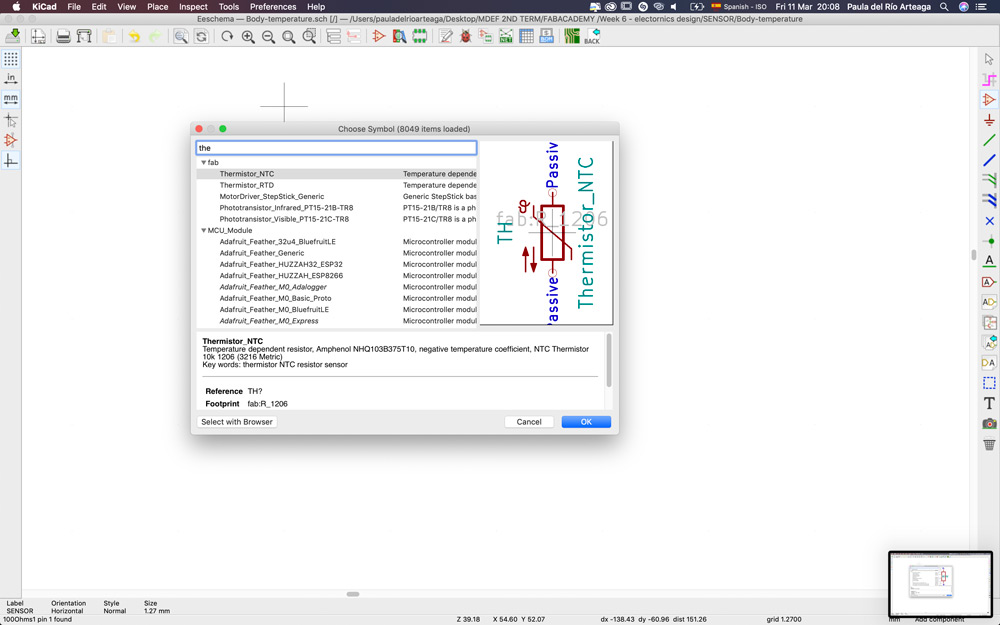 KiCad File Edit View Place Inspect Tools Preferences Help Spanish - ISO Fri 11 Mar 20:08 Paula del Río Arteaga
Eeschema — Body-temperature.sch [/] — /Users/pauladelrioarteaga/Desktop/MDEF 2ND TERM/FABACADEMY /Week 6 - electornics design/SENSOR/Body-temperature
BACK
in
mm
Choose Symbol (8049 items loaded)
the
fab
Thermistor_NTC Temperature depende
Thermistor_RTD Temperature depende
MotorDriver_StepStick_Generic Generic StepStick bas
Phototransistor_Infrared_PT15-21B-TR8 PT15-21B/TR8 is a ph
Phototransistor_Visible_PT15-21C-TR8 PT15-21C/TR8 is a ph
MCU_Module
Adafruit_Feather_32u4_BluefruitLE Microcontroller modul
Adafruit_Feather_Generic Microcontroller modul
Adafruit_Feather_HUZZAH32_ESP32 Microcontroller modul
Adafruit_Feather_HUZZAH_ESP8266 Microcontroller modul
Adafruit_Feather_M0_Adalogger Microcontroller modul
Adafruit_Feather_M0_Basic_Proto Microcontroller modul
Adafruit_Feather_M0_BluefruitLE Microcontroller modul
Adafruit_Feather_M0_Express Microcontroller modul
Passiv
TH
fab:R_1206
Thermistor_NTC
Passive
Thermistor_NTC
Temperature dependent resistor, Amphenol NHQ103B375T10, negative temperature coefficient, NTC Thermistor
10k 1206 (3216 Metric)
Key words: thermistor NTC resistor sensor
Reference TH?
Footprint fab:R_1206
Select with Browser Cancel OK
A
T
Label Orientation Style Size
SENSOR Horizontal Normal 1.27 mm
100Ohms1 pin 1 found Z 39.18 X 54.60 Y 52.07 dx -138.43 dy -60.96 dist 151.26 grid 1.2700 mm Add component